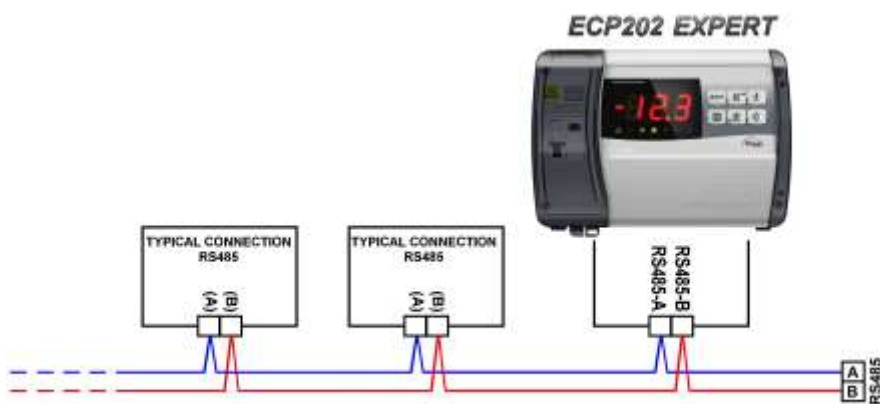 ECP202 EXPERT
-12.3
TYPICAL CONNECTION
RS485
(A)
(B)
TYPICAL CONNECTION
RS485
(A)
(B)
RS485-A
RS485-B
A
B
RS485